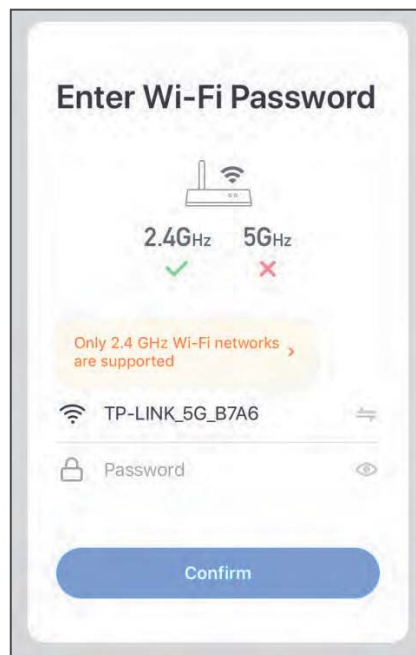 Enter Wi-Fi Password
2.4GHz 5GHz
Only 2.4 GHz Wi-Fi networks
are supported
TP-LINK_5G_B7A6
Password
Confirm